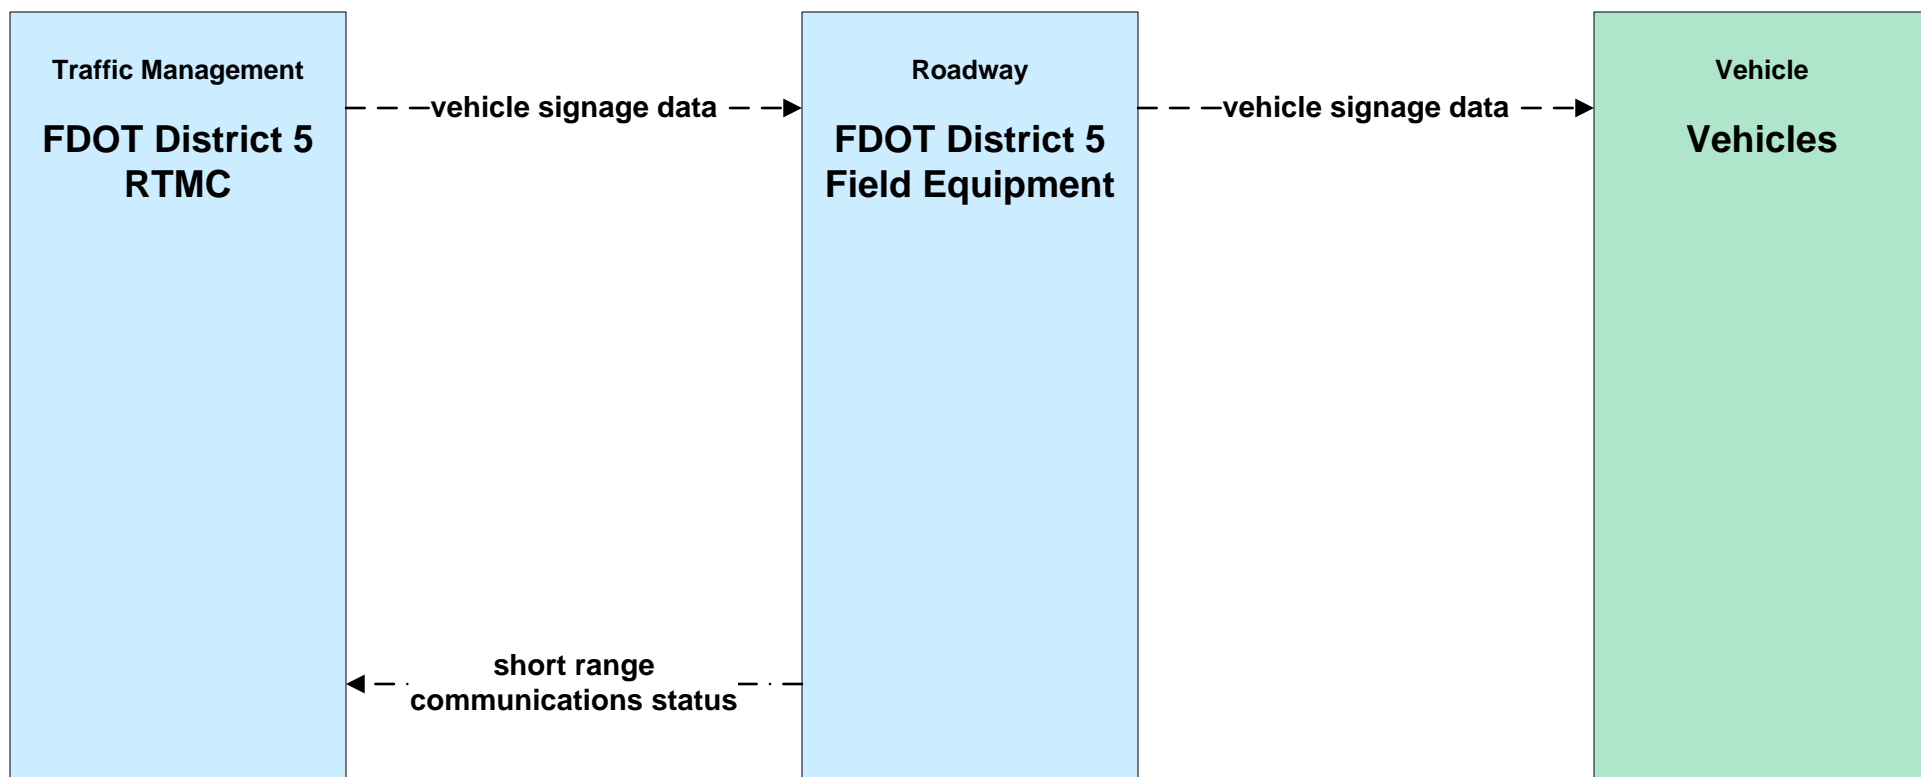 Traffic Management
FDOT District 5
RTMC
vehicle signage data
Roadway
FDOT District 5
Field Equipment
vehicle signage data
Vehicle
Vehicles
short range
communications status